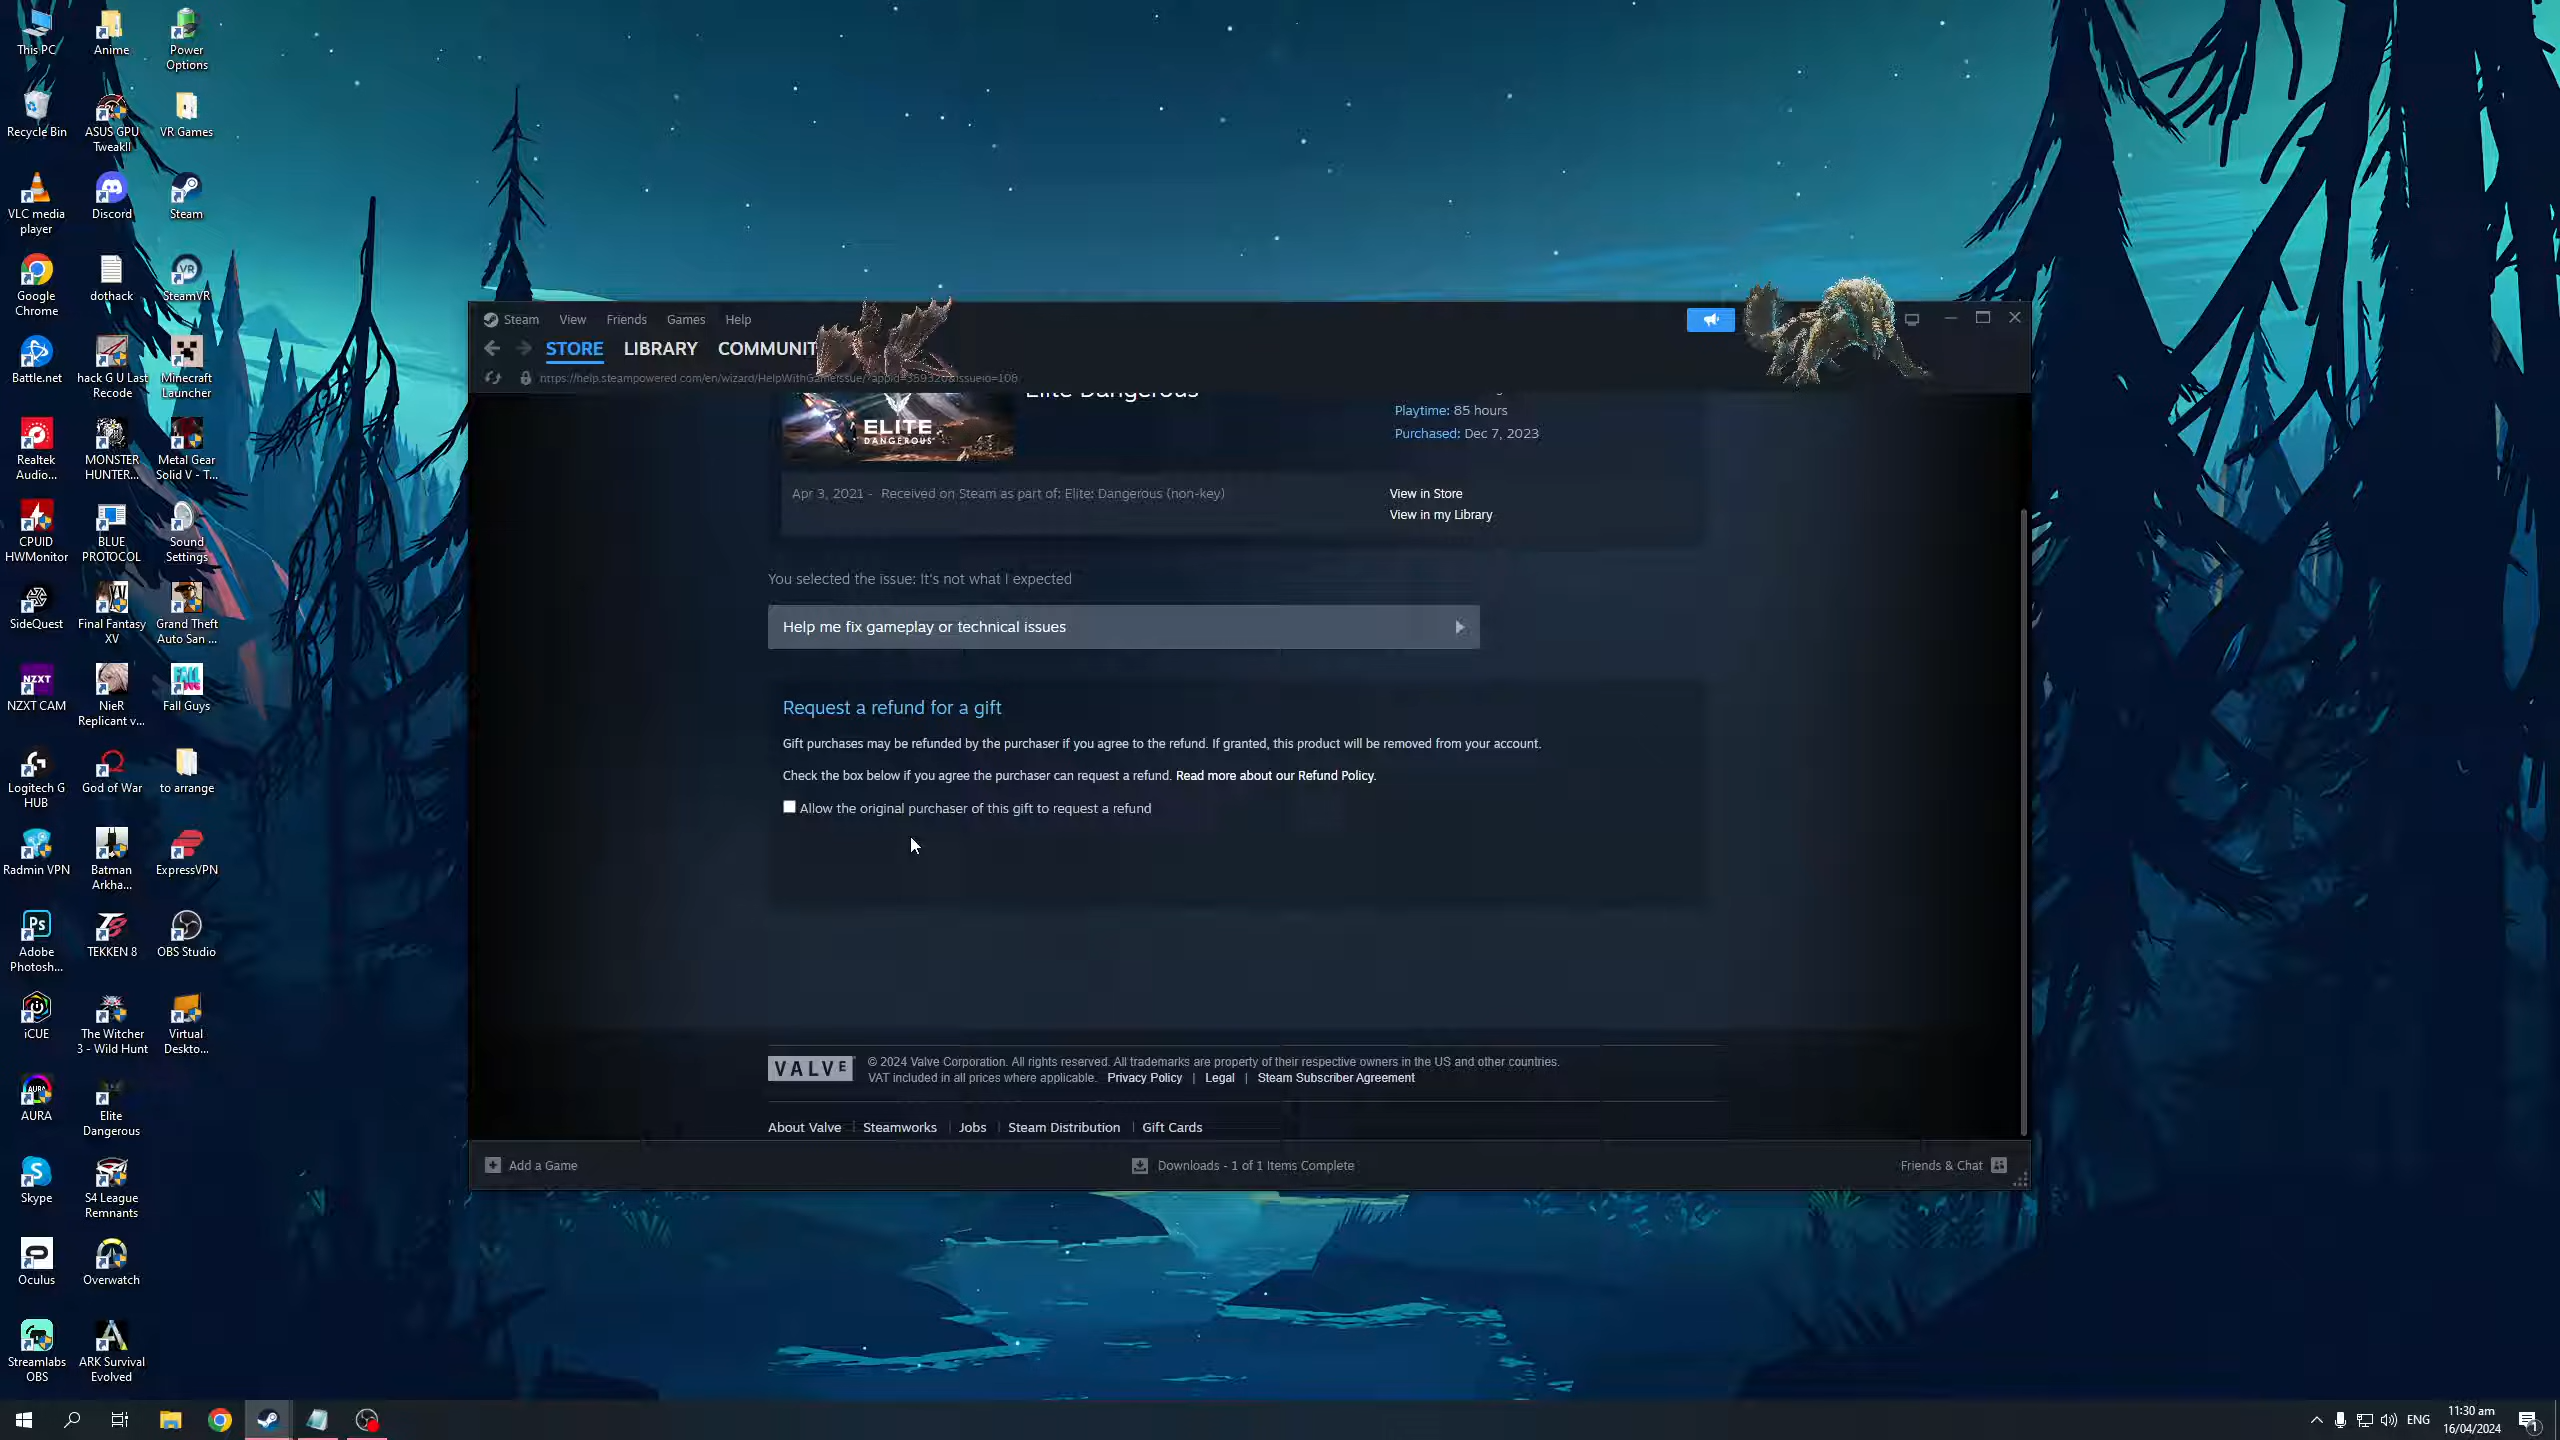 This PC
Anime
Power Options
Recycle Bin
ASUS GPU TweakII
VR Games
VLC media player
Discord
Steam
Google Chrome
dothack
SteamVR
Battle.net
hack G U Last Recode
Minecraft Launcher
Realtek Audio...
MONSTER HUNTER...
Metal Gear Solid V - T...
CPUID HWMonitor
BLUE PROTOCOL
Sound Settings
SideQuest
Final Fantasy XV
Grand Theft Auto San ...
NZXT CAM
NieR Replicant v...
Fall Guys
Logitech G HUB
God of War
to arrange
Radmin VPN
Batman Arkha...
ExpressVPN
Adobe Photosh...
TEKKEN 8
OBS Studio
iCUE
The Witcher 3 - Wild Hunt
Virtual Deskto...
AURA
Elite Dangerous
Skype
S4 League Remnants
Oculus
Overwatch
Streamlabs OBS
ARK Survival Evolved
Steam View Friends Games Help
STORE LIBRARY COMMUNIT
https://help.steampowered.com/en/wizard/HelpWithGameIssue/?appid=359320&issueid=108
Elite Dangerous
ELITE
DANGEROUS
Playtime: 85 hours
Purchased: Dec 7, 2023
Apr 3, 2021 - Received on Steam as part of: Elite: Dangerous (non-key)
View in Store
View in my Library
You selected the issue: It's not what I expected
Help me fix gameplay or technical issues
Request a refund for a gift
Gift purchases may be refunded by the purchaser if you agree to the refund. If granted, this product will be removed from your account.
Check the box below if you agree the purchaser can request a refund. Read more about our Refund Policy.
Allow the original purchaser of this gift to request a refund
VALVE
© 2024 Valve Corporation. All rights reserved. All trademarks are property of their respective owners in the US and other countries.
VAT included in all prices where applicable. Privacy Policy | Legal | Steam Subscriber Agreement
About Valve | Steamworks | Jobs | Steam Distribution | Gift Cards
Add a Game
Downloads - 1 of 1 Items Complete
Friends & Chat
ENG
11:30 am
16/04/2024